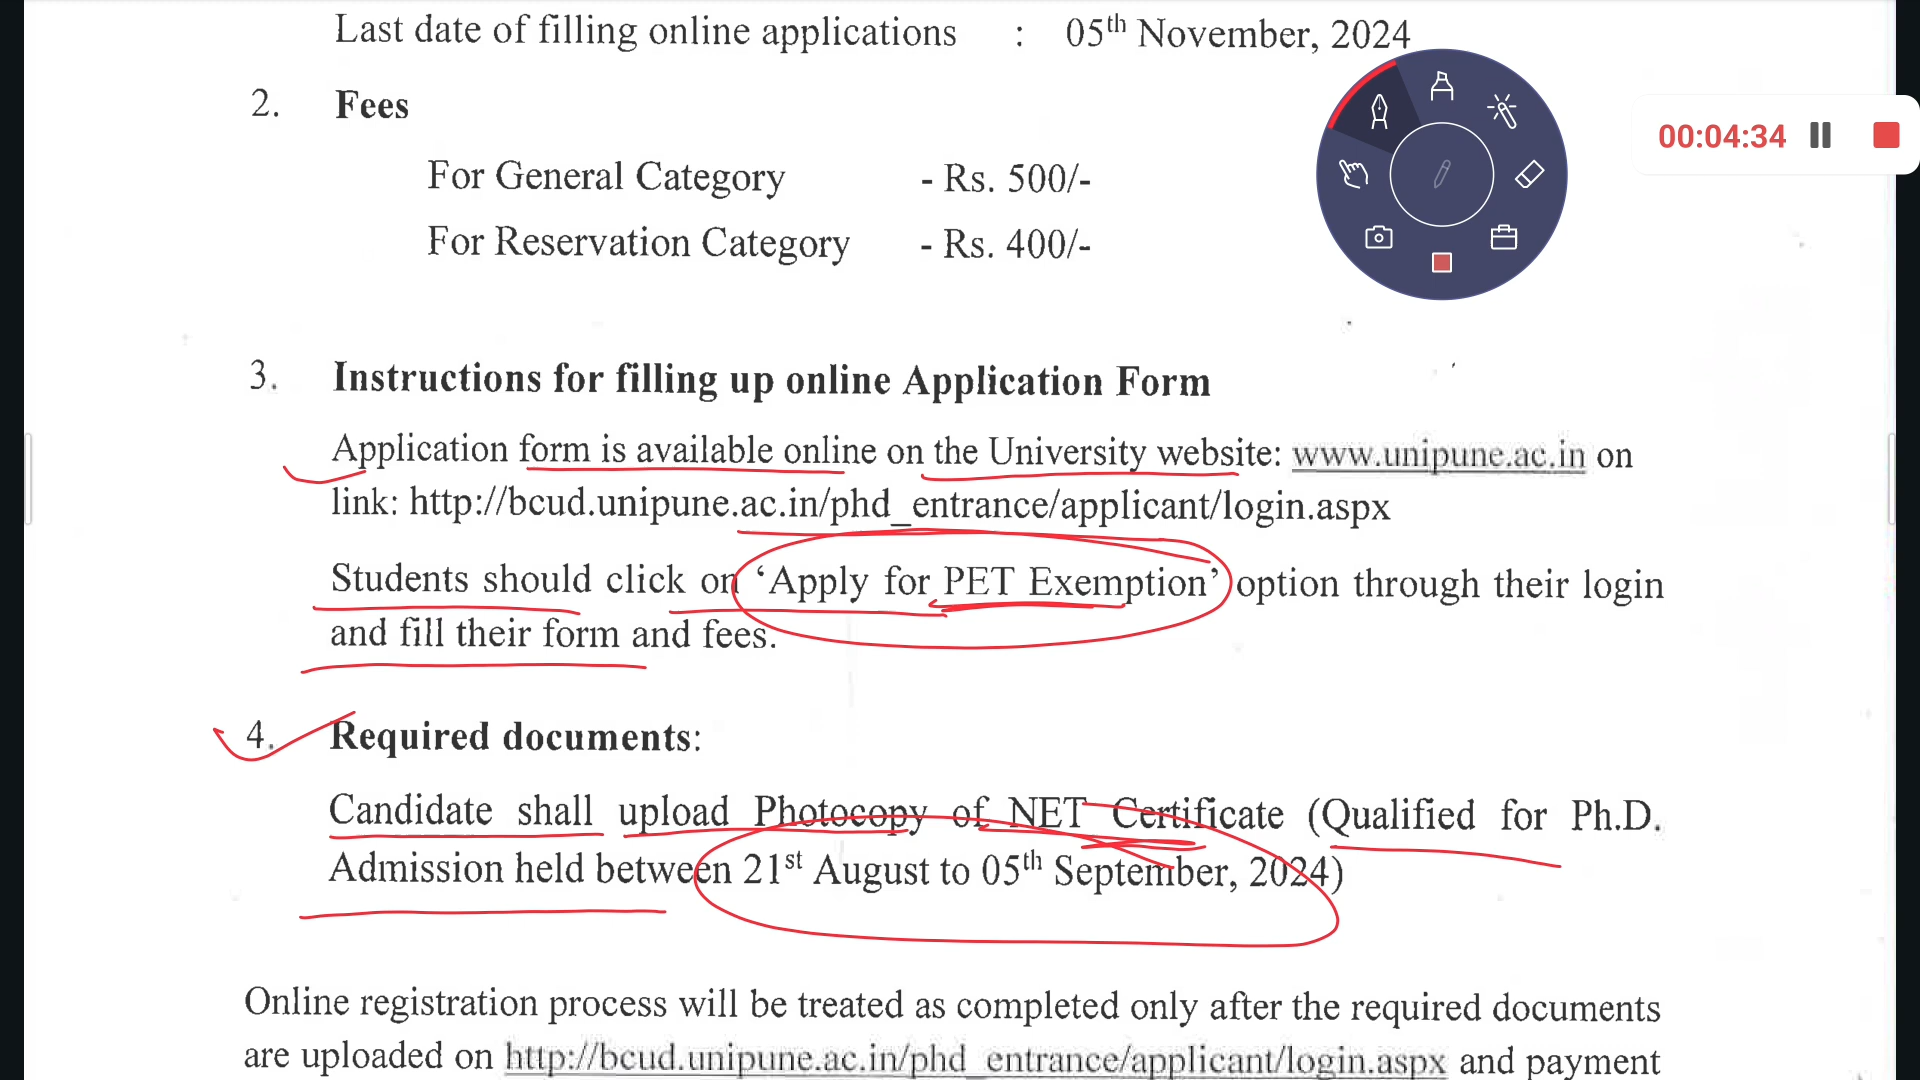 Last date of filling online applications : 05th November, 2024
2. Fees
For General Category - Rs. 500/-
For Reservation Category - Rs. 400/-
00:04:34
3. Instructions for filling up online Application Form
Application form is available online on the University website: www.unipune.ac.in on
link: http://bcud.unipune.ac.in/phd_entrance/applicant/login.aspx
Students should click on ‘Apply for PET Exemption’ option through their login
and fill their form and fees.
4. Required documents:
Candidate shall upload Photocopy of NET Certificate (Qualified for Ph.D.
Admission held between 21st August to 05th September, 2024)
Online registration process will be treated as completed only after the required documents
are uploaded on http://bcud.unipune.ac.in/phd_entrance/applicant/login.aspx and payment